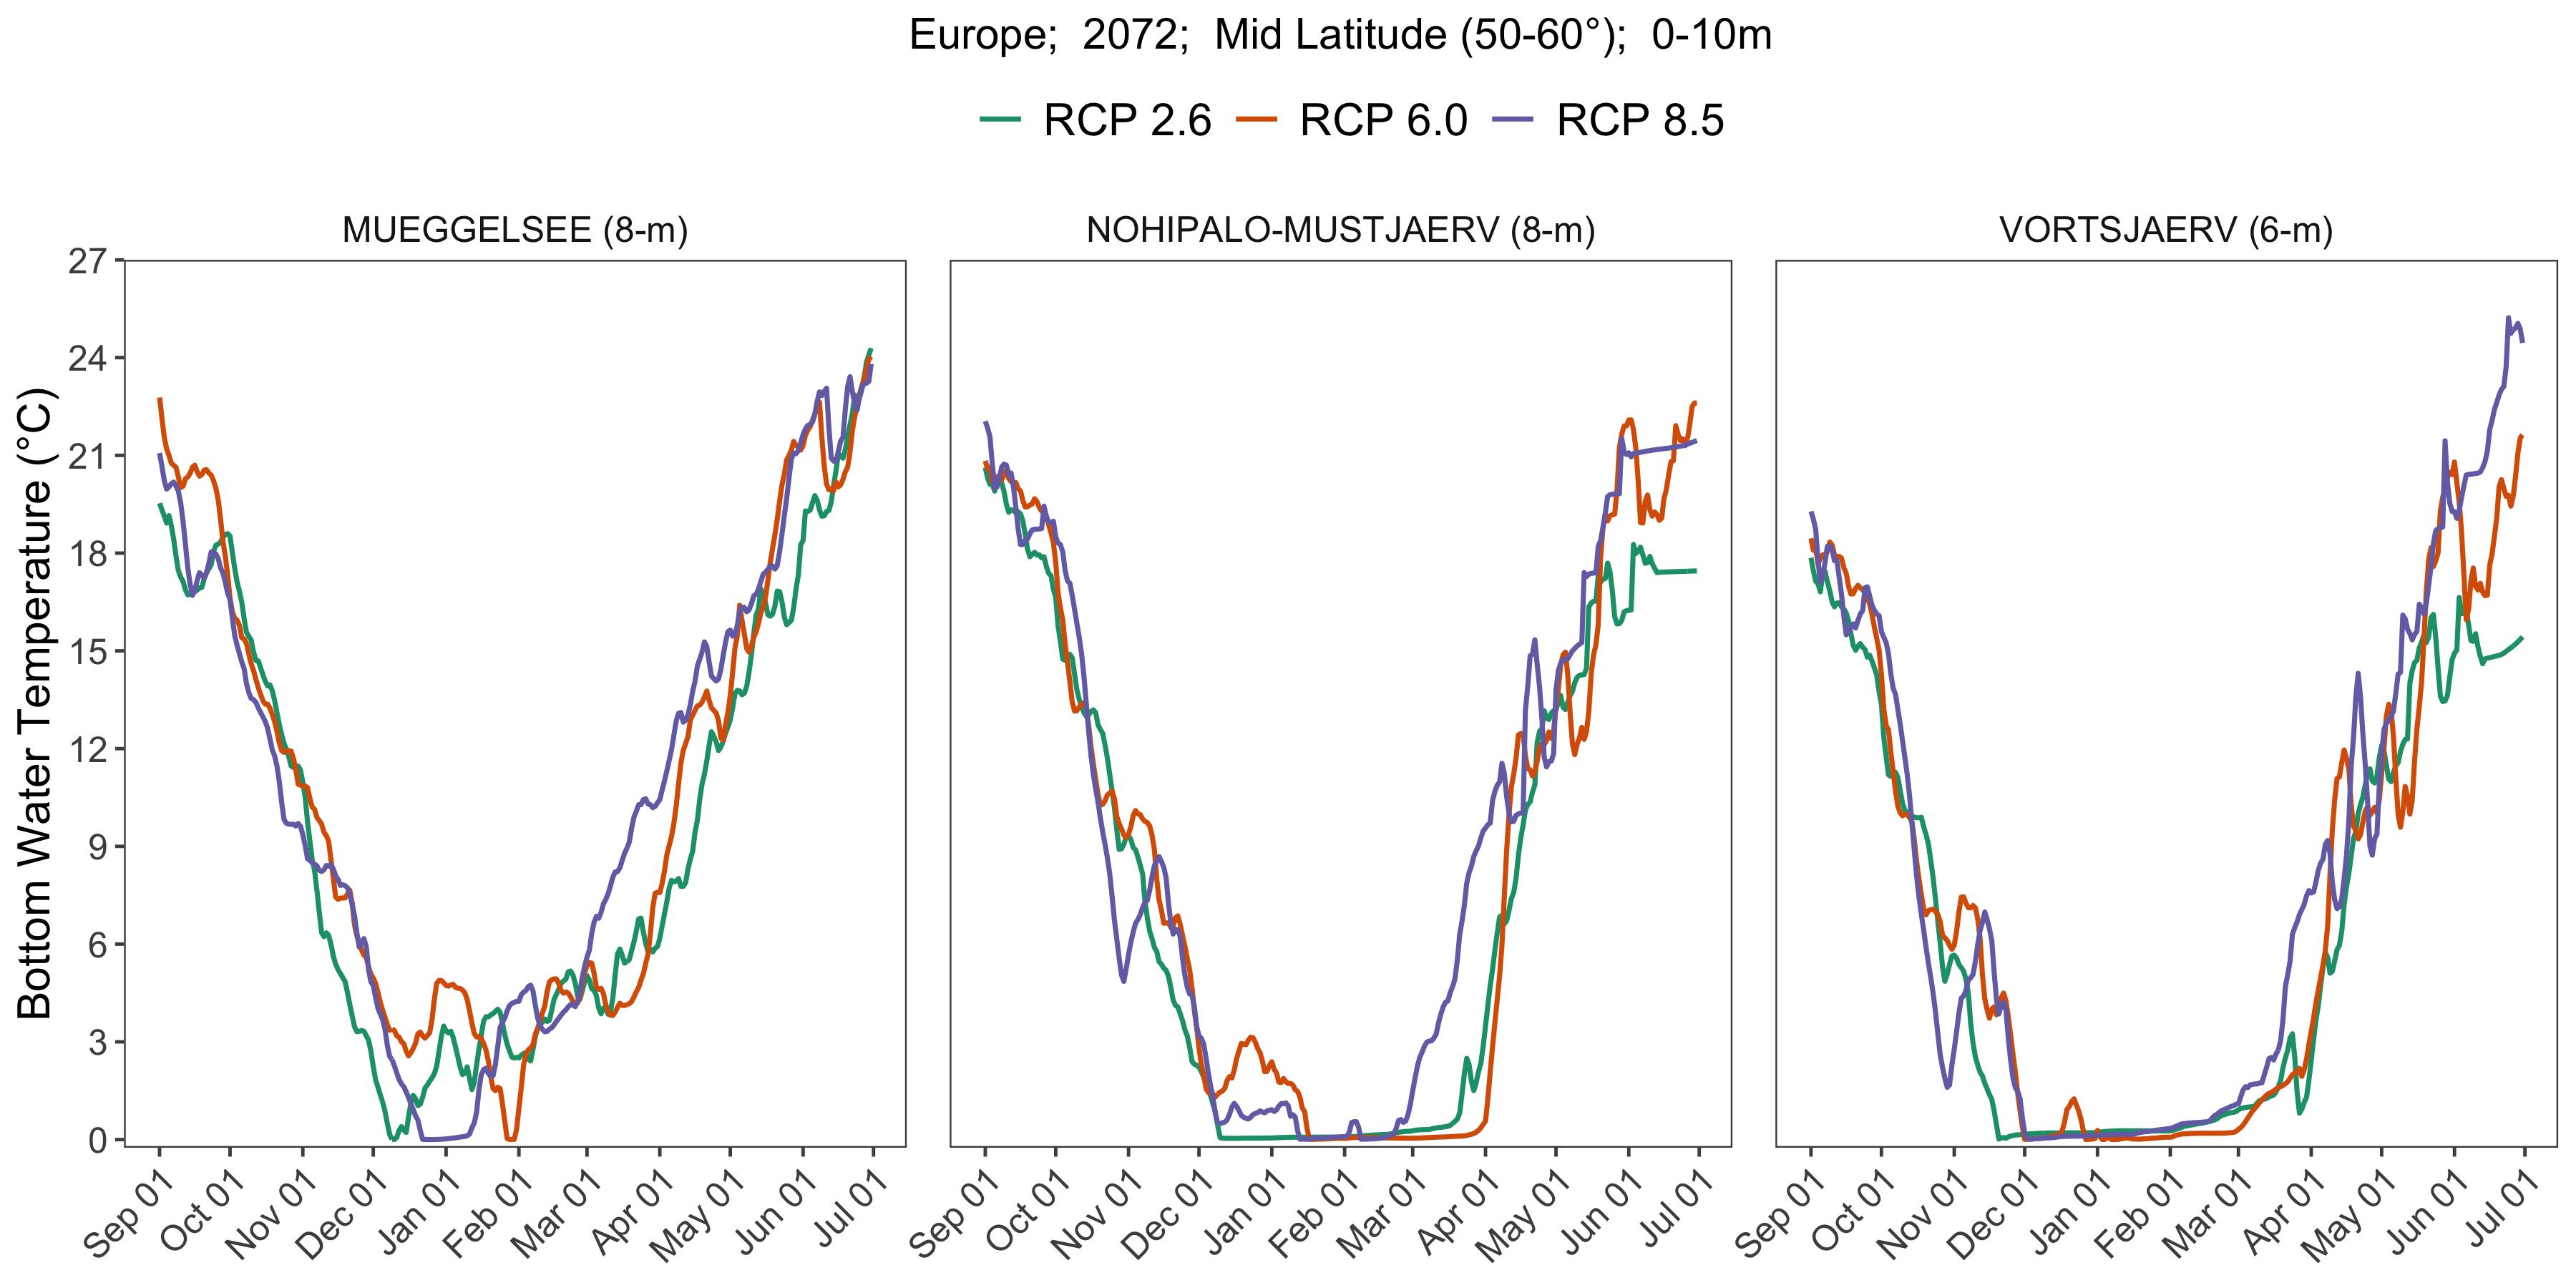 Europe;  2072;  Mid Latitude (50-60°);  0-10m
RCP 2.6 RCP 6.0 RCP 8.5
MUEGGELSEE (8-m) NOHIPALO-MUSTJAERV (8-m) VORTSJAERV (6-m)
Bottom Water Temperature (°C)
27
24
21
18
15
12
9
6
3
0
Sep 01 Oct 01 Nov 01 Dec 01 Jan 01 Feb 01 Mar 01 Apr 01 May 01 Jun 01 Jul 01 Sep 01 Oct 01 Nov 01 Dec 01 Jan 01 Feb 01 Mar 01 Apr 01 May 01 Jun 01 Jul 01 Sep 01 Oct 01 Nov 01 Dec 01 Jan 01 Feb 01 Mar 01 Apr 01 May 01 Jun 01 Jul 01